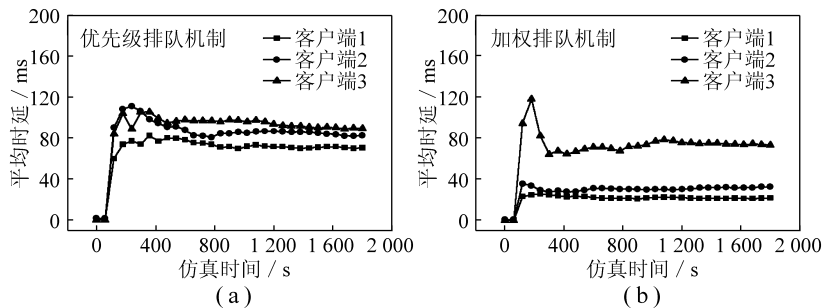 200
160
120
80
40
0
平均时延 / ms
优先级排队机制
客户端1
客户端2
客户端3
0 400 800 1 200 1 600 2 000
仿真时间 / s
( a )
200
160
120
80
40
0
平均时延 / ms
加权排队机制
客户端1
客户端2
客户端3
0 400 800 1 200 1 600 2 000
仿真时间 / s
( b )